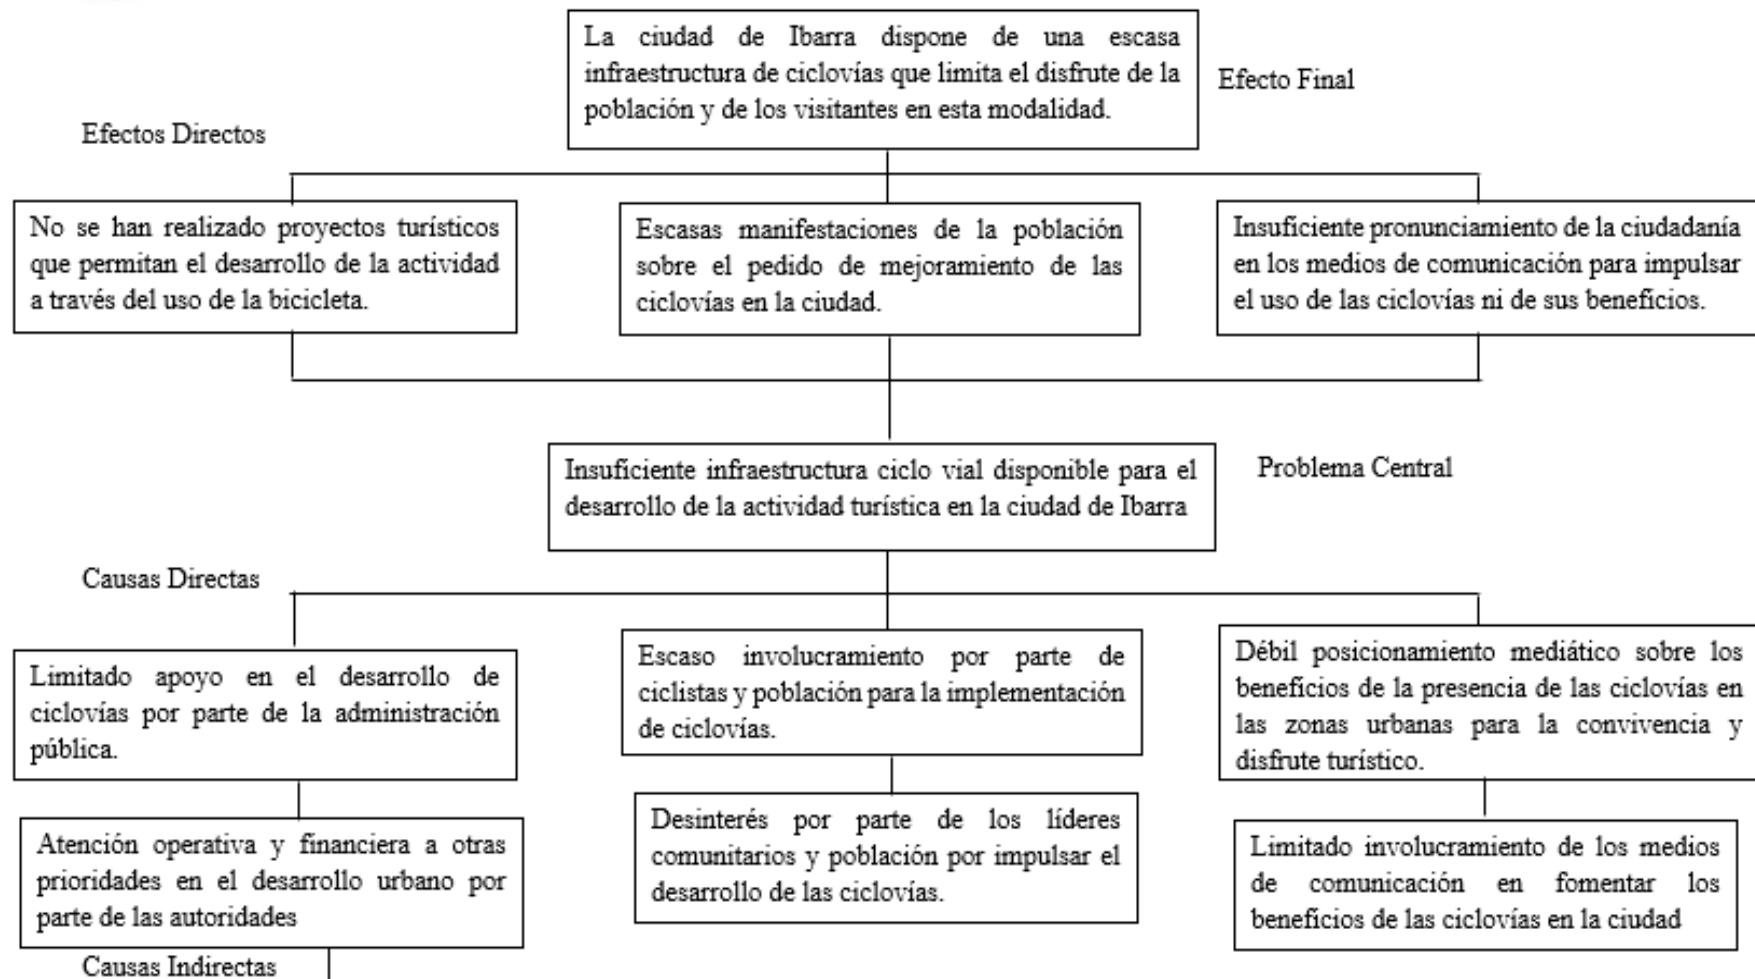 La ciudad de Ibarra dispone de una escasa
infraestructura de ciclovías que limita el disfrute de la
población y de los visitantes en esta modalidad.
Efecto Final
Efectos Directos
No se han realizado proyectos turísticos
que permitan el desarrollo de la actividad
a través del uso de la bicicleta.
Escasas manifestaciones de la población
sobre el pedido de mejoramiento de las
ciclovías en la ciudad.
Insuficiente pronunciamiento de la ciudadanía
en los medios de comunicación para impulsar
el uso de las ciclovías ni de sus beneficios.
Insuficiente infraestructura ciclo vial disponible para el
desarrollo de la actividad turística en la ciudad de Ibarra
Problema Central
Causas Directas
Limitado apoyo en el desarrollo de
ciclovías por parte de la administración
pública.
Escaso involucramiento por parte de
ciclistas y población para la implementación
de ciclovías.
Débil posicionamiento mediático sobre los
beneficios de la presencia de las ciclovías en
las zonas urbanas para la convivencia y
disfrute turístico.
Atención operativa y financiera a otras
prioridades en el desarrollo urbano por
parte de las autoridades
Desinterés por parte de los líderes
comunitarios y población por impulsar el
desarrollo de las ciclovías.
Limitado involucramiento de los medios
de comunicación en fomentar los
beneficios de las ciclovías en la ciudad
Causas Indirectas